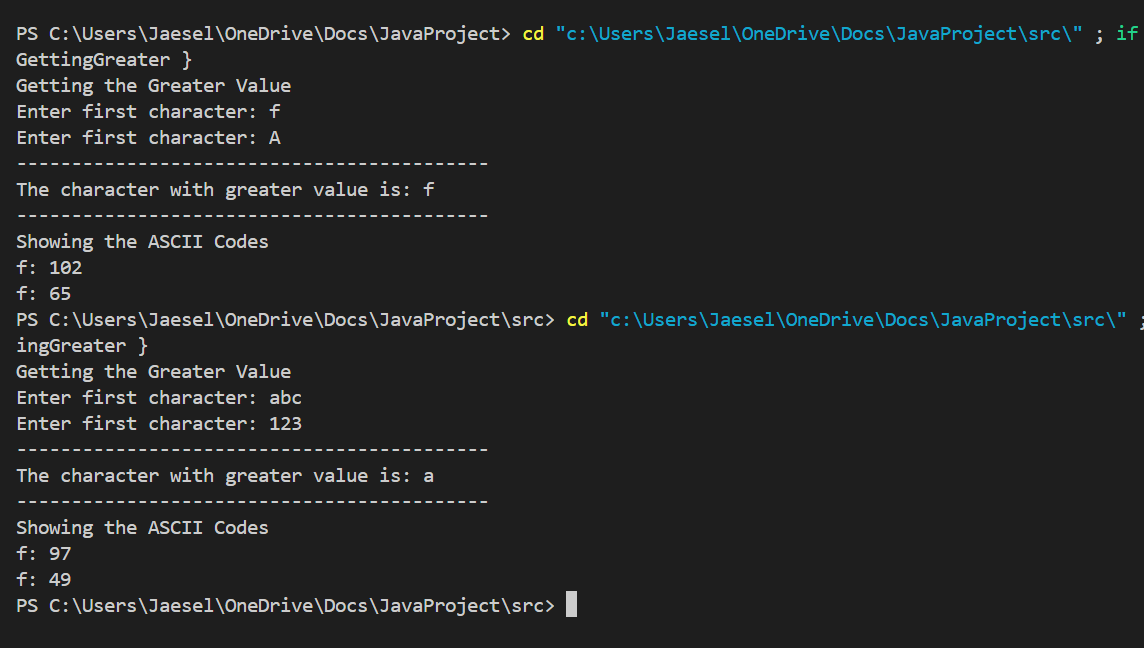 PS C:\Users\Jaesel\OneDrive\Docs\JavaProject> cd "c:\Users\Jaesel\OneDrive\Docs\JavaProject\src\" ; if
GettingGreater }
Getting the Greater Value
Enter first character: f
Enter first character: A
-------------------------------------------
The character with greater value is: f
-------------------------------------------
Showing the ASCII Codes
f: 102
f: 65
PS C:\Users\Jaesel\OneDrive\Docs\JavaProject\src> cd "c:\Users\Jaesel\OneDrive\Docs\JavaProject\src\" ;
ingGreater }
Getting the Greater Value
Enter first character: abc
Enter first character: 123
-------------------------------------------
The character with greater value is: a
-------------------------------------------
Showing the ASCII Codes
f: 97
f: 49
PS C:\Users\Jaesel\OneDrive\Docs\JavaProject\src>